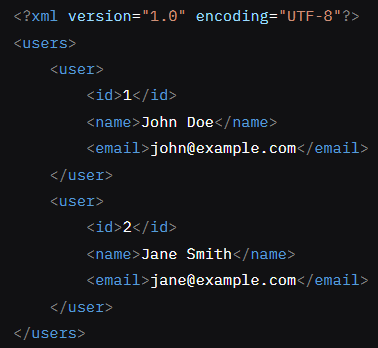 <?xml version="1.0" encoding="UTF-8"?>
<users>
    <user>
        <id>1</id>
        <name>John Doe</name>
        <email>john@example.com</email>
    </user>
    <user>
        <id>2</id>
        <name>Jane Smith</name>
        <email>jane@example.com</email>
    </user>
</users>